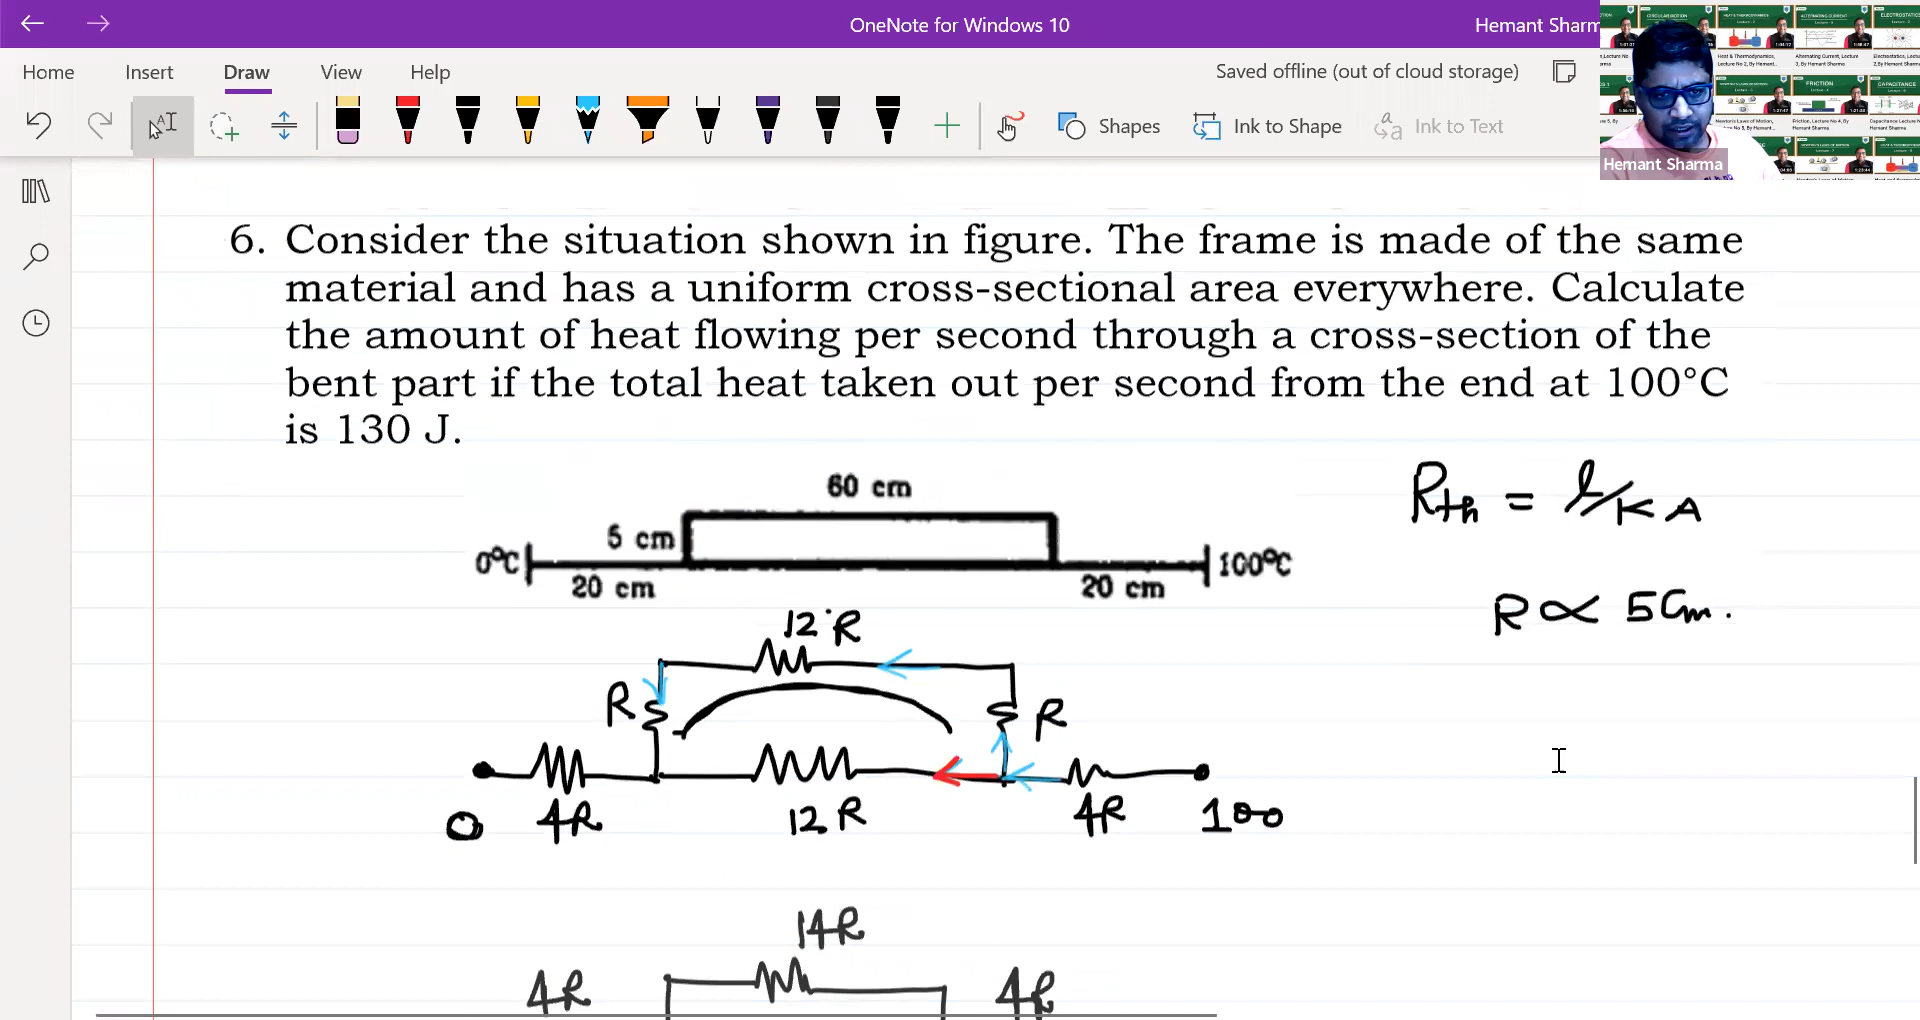 OneNote for Windows 10
Hemant Sharm
Home Insert Draw View Help
Saved offline (out of cloud storage)
Shapes Ink to Shape Ink to Text
Hemant Sharma
6. Consider the situation shown in figure. The frame is made of the same
material and has a uniform cross-sectional area everywhere. Calculate
the amount of heat flowing per second through a cross-section of the
bent part if the total heat taken out per second from the end at 100°C
is 130 J.
60 cm
5 cm
0°C
100°C
20 cm
20 cm
Rth = l/KA
R ∝ 5cm.
12R
R
R
4R
12R
4R
0
100
14R
4R
4R